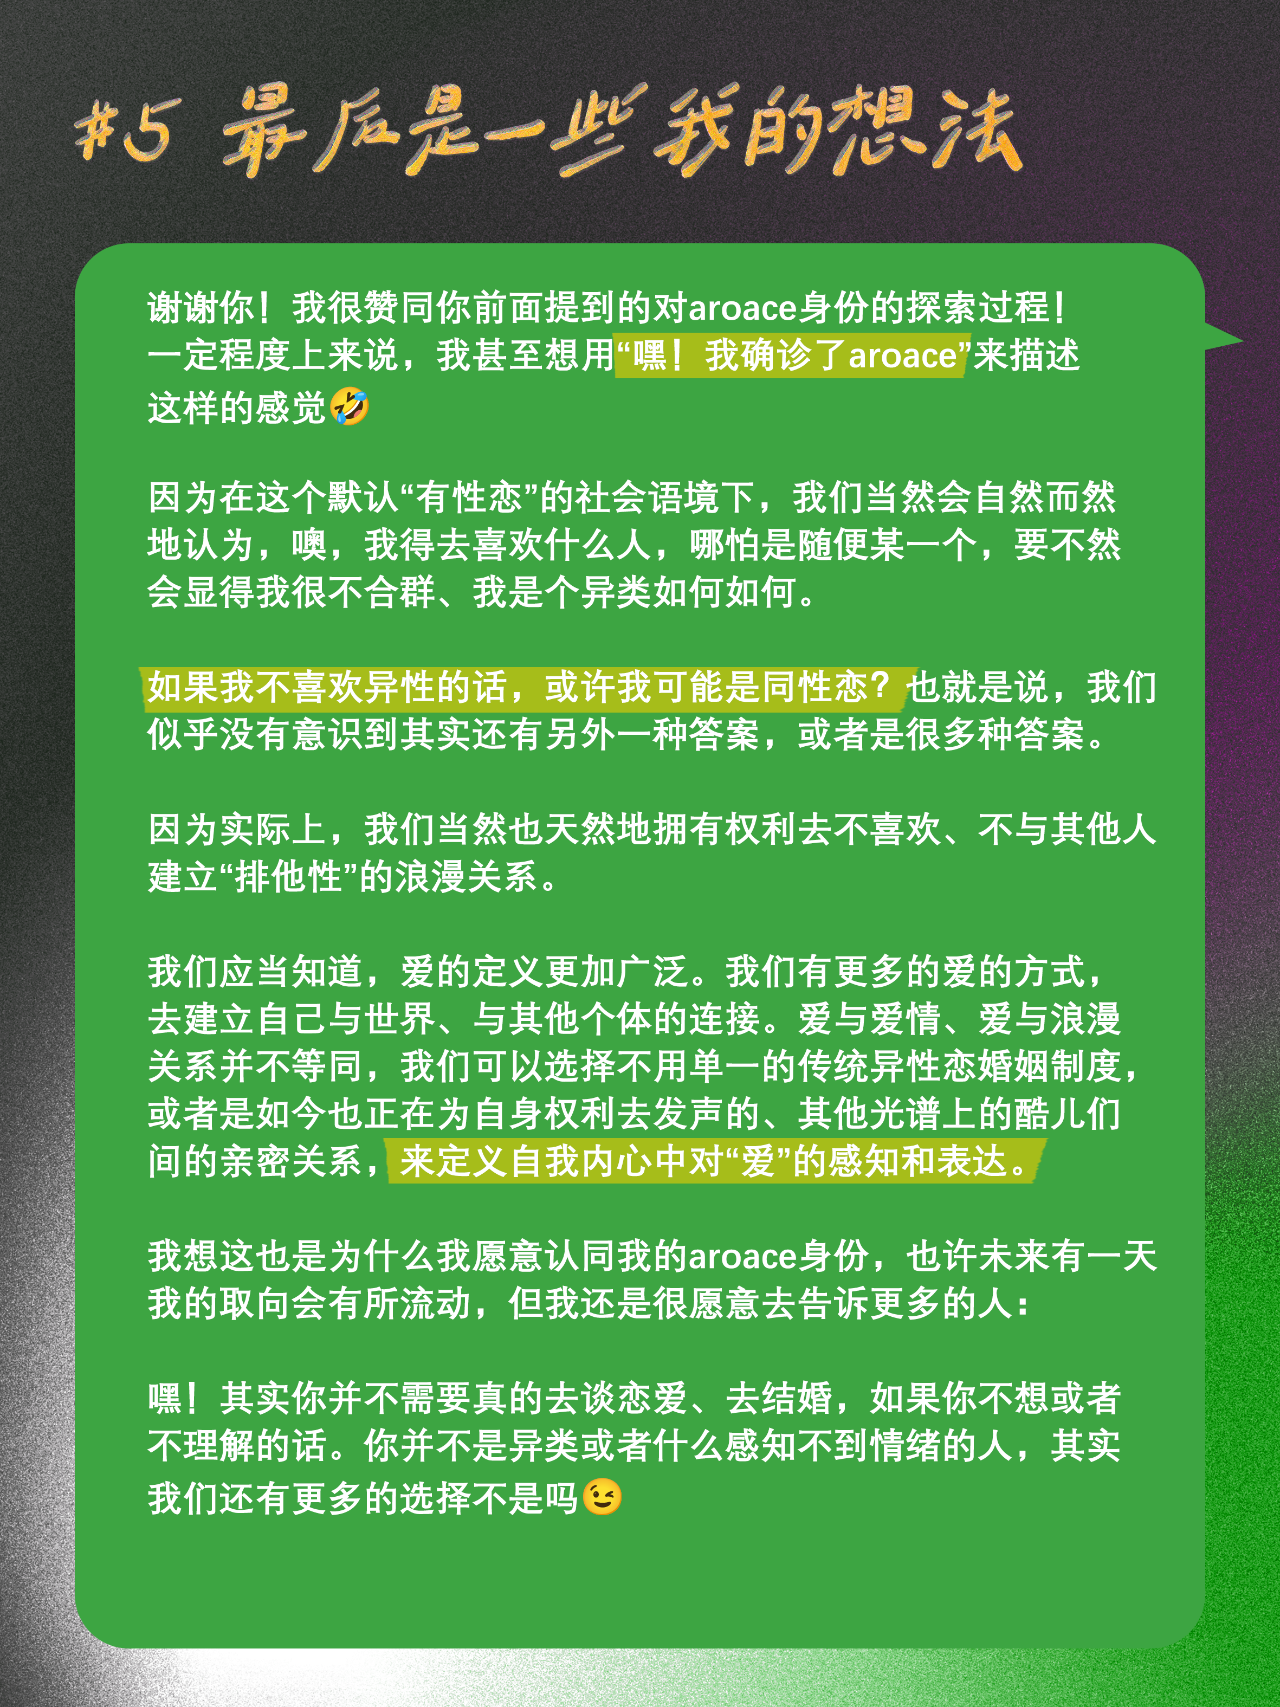 #5 最后是一些我的想法
谢谢你！我很赞同你前面提到的对aroace身份的探索过程！
一定程度上来说，我甚至想用“嘿！我确诊了aroace”来描述
这样的感觉🤣
因为在这个默认“有性恋”的社会语境下，我们当然会自然而然
地认为，噢，我得去喜欢什么人，哪怕是随便某一个，要不然
会显得我很不合群、我是个异类如何如何。
如果我不喜欢异性的话，或许我可能是同性恋？也就是说，我们
似乎没有意识到其实还有另外一种答案，或者是很多种答案。
因为实际上，我们当然也天然地拥有权利去不喜欢、不与其他人
建立“排他性”的浪漫关系。
我们应当知道，爱的定义更加广泛。我们有更多的爱的方式，
去建立自己与世界、与其他个体的连接。爱与爱情、爱与浪漫
关系并不等同，我们可以选择不用单一的传统异性恋婚姻制度，
或者是如今也正在为自身权利去发声的、其他光谱上的酷儿们
间的亲密关系，来定义自我内心中对“爱”的感知和表达。
我想这也是为什么我愿意认同我的aroace身份，也许未来有一天
我的取向会有所流动，但我还是很愿意去告诉更多的人：
嘿！其实你并不需要真的去谈恋爱、去结婚，如果你不想或者
不理解的话。你并不是异类或者什么感知不到情绪的人，其实
我们还有更多的选择不是吗😉